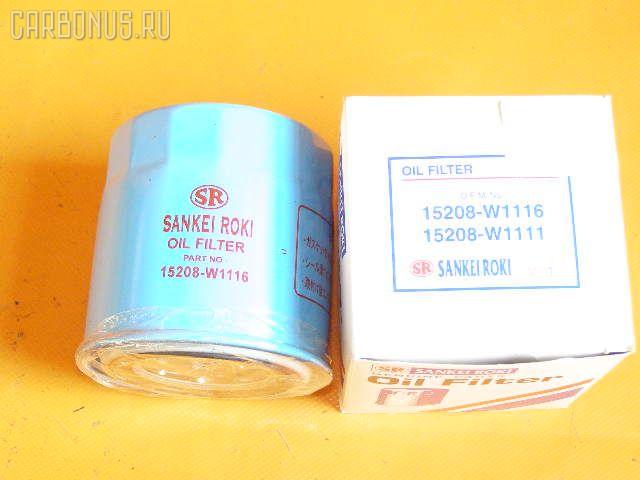 CARBONUS.RU
SR
SANKEI ROKI
OIL FILTER
PART NO
15208-W1116
OIL FILTER
O.E.M.No.
15208-W1116
15208-W1111
SR SANKEI ROKI
SR SANKEI ROKI
Oil Filter